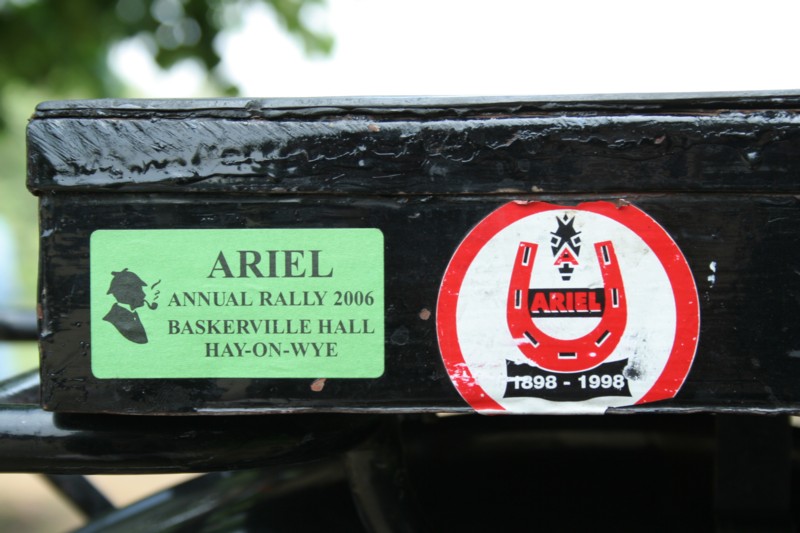 ARIEL
ANNUAL RALLY 2006
BASKERVILLE HALL
HAY-ON-WYE
ARIEL
1898 - 1998